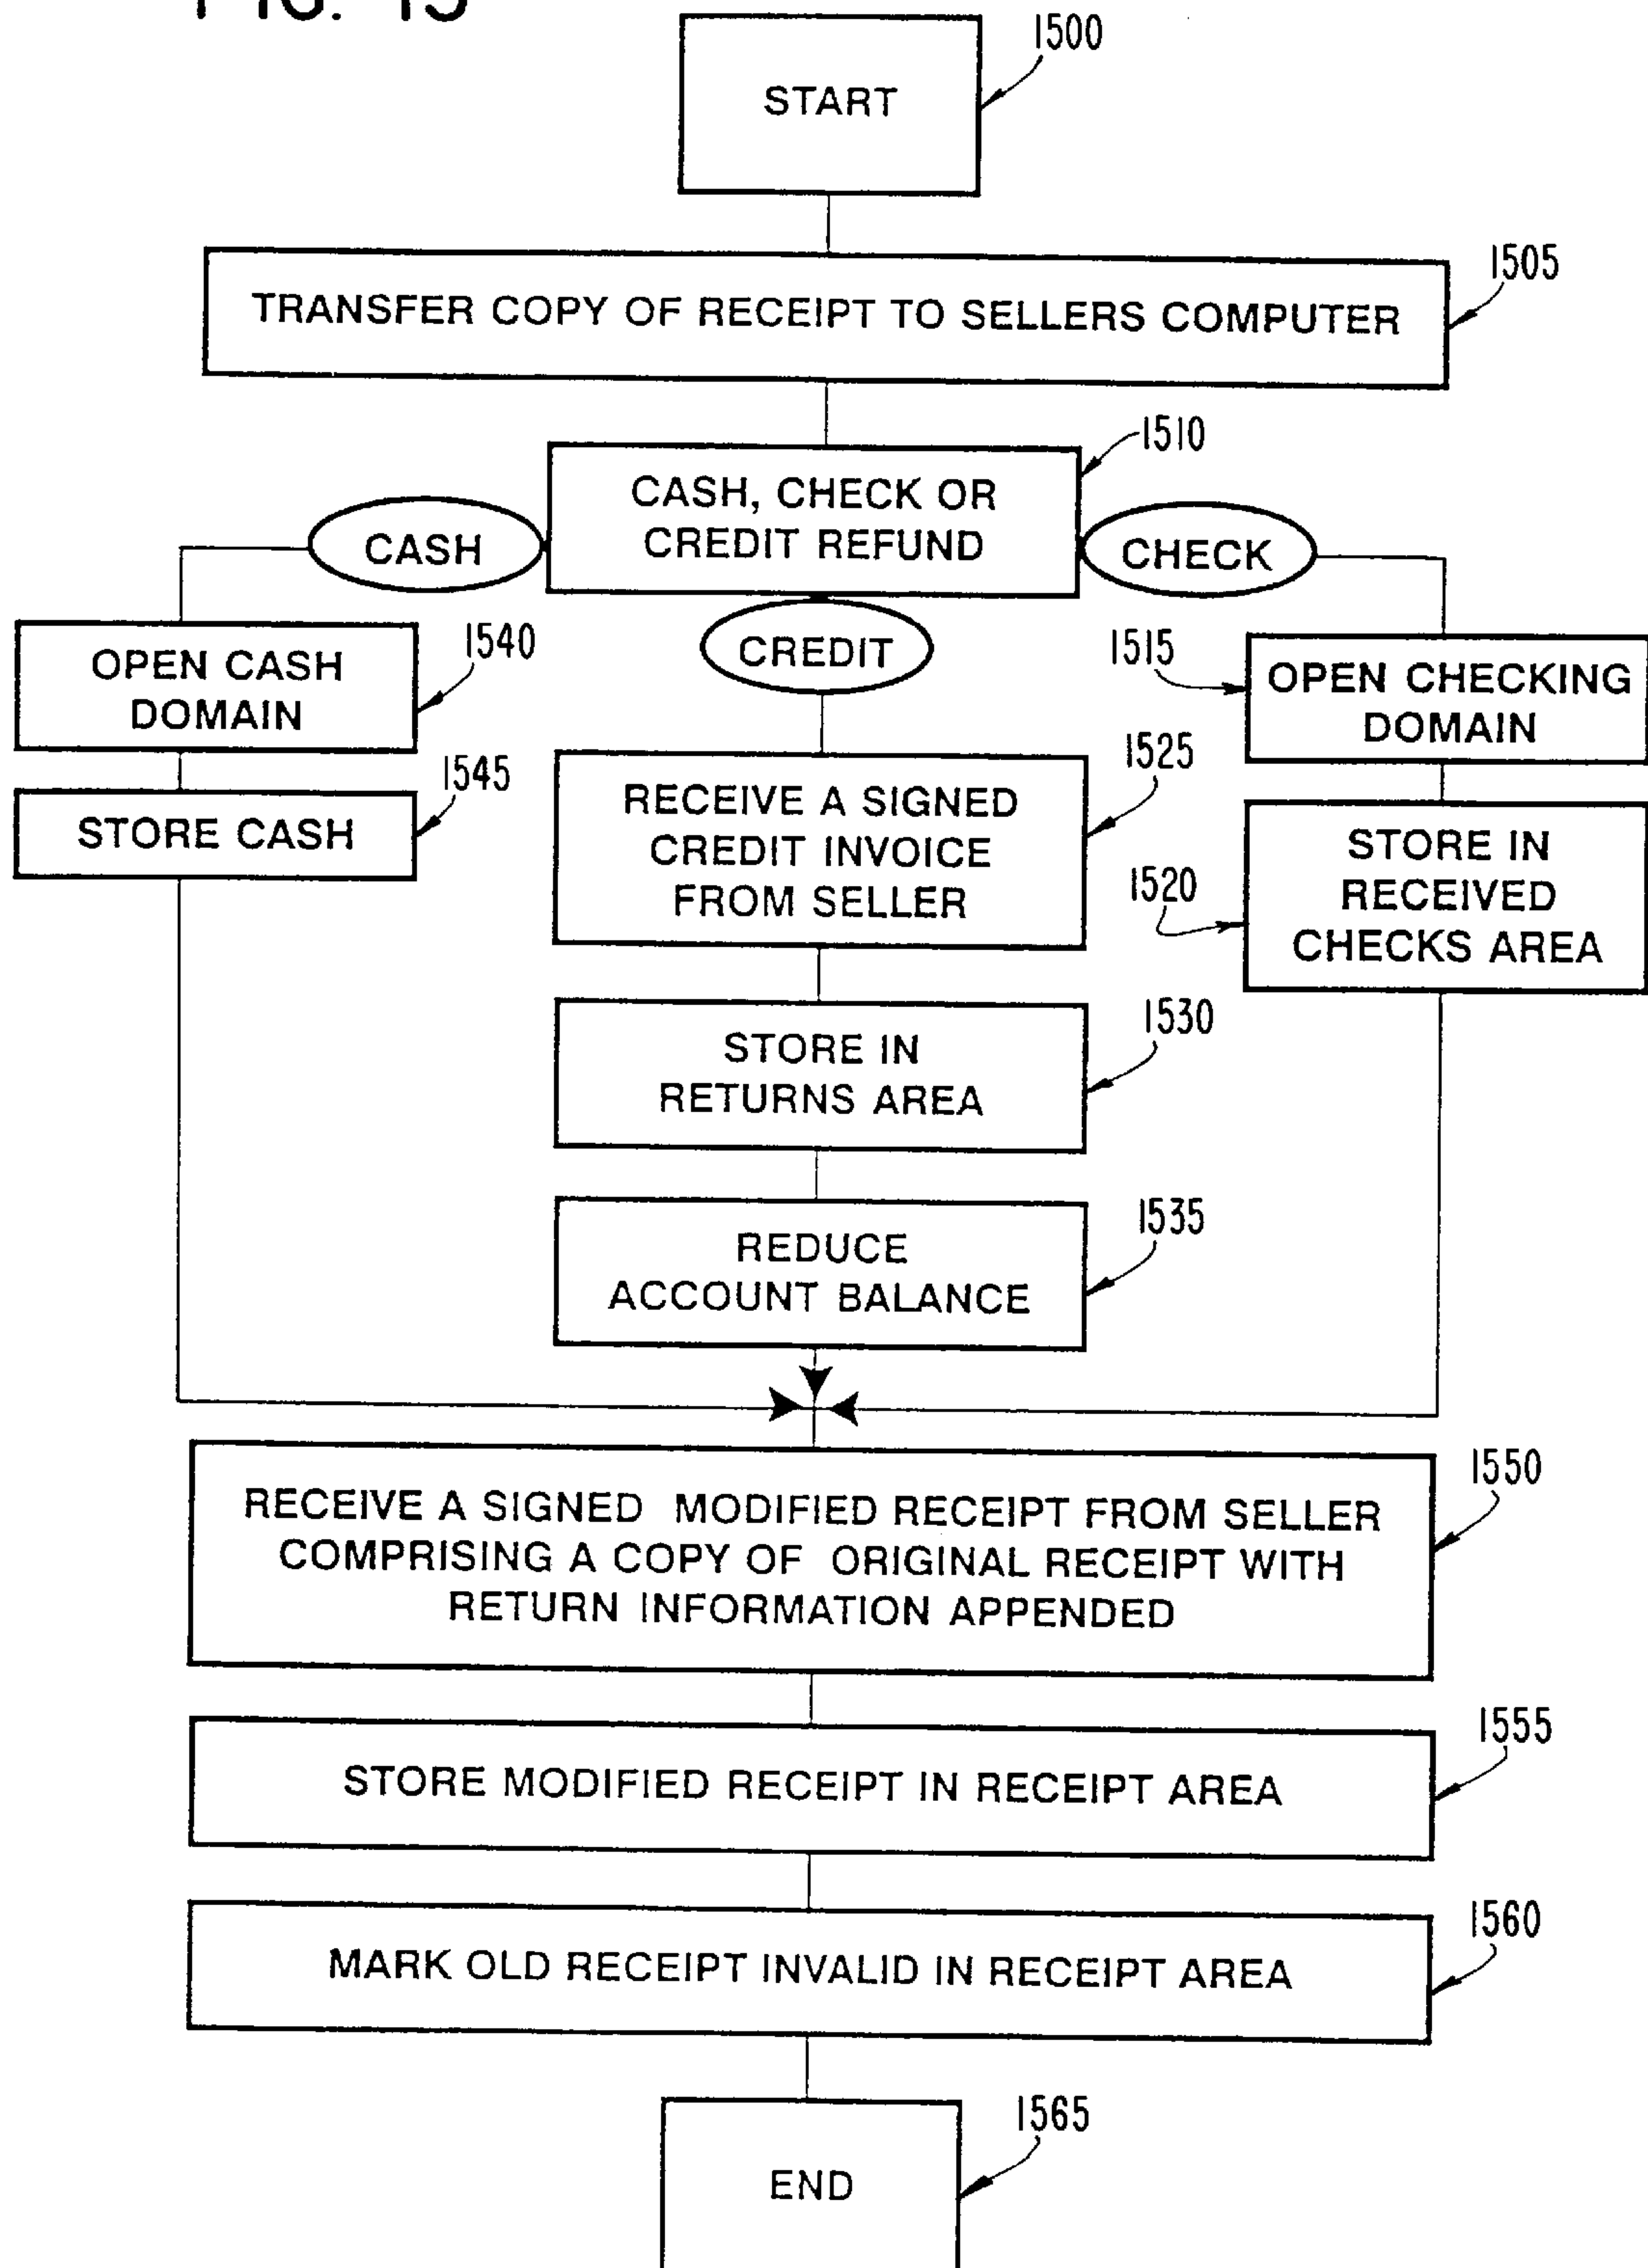 FIG. 15
1500
START
1505
TRANSFER COPY OF RECEIPT TO SELLERS COMPUTER
1510
CASH, CHECK OR
CREDIT REFUND
CASH
CHECK
CREDIT
1540
OPEN CASH
DOMAIN
1515
OPEN CHECKING
DOMAIN
1545
STORE CASH
1525
RECEIVE A SIGNED
CREDIT INVOICE
FROM SELLER
1520
STORE IN
RECEIVED
CHECKS AREA
1530
STORE IN
RETURNS AREA
1535
REDUCE
ACCOUNT BALANCE
1550
RECEIVE A SIGNED MODIFIED RECEIPT FROM SELLER
COMPRISING A COPY OF ORIGINAL RECEIPT WITH
RETURN INFORMATION APPENDED
1555
STORE MODIFIED RECEIPT IN RECEIPT AREA
1560
MARK OLD RECEIPT INVALID IN RECEIPT AREA
1565
END